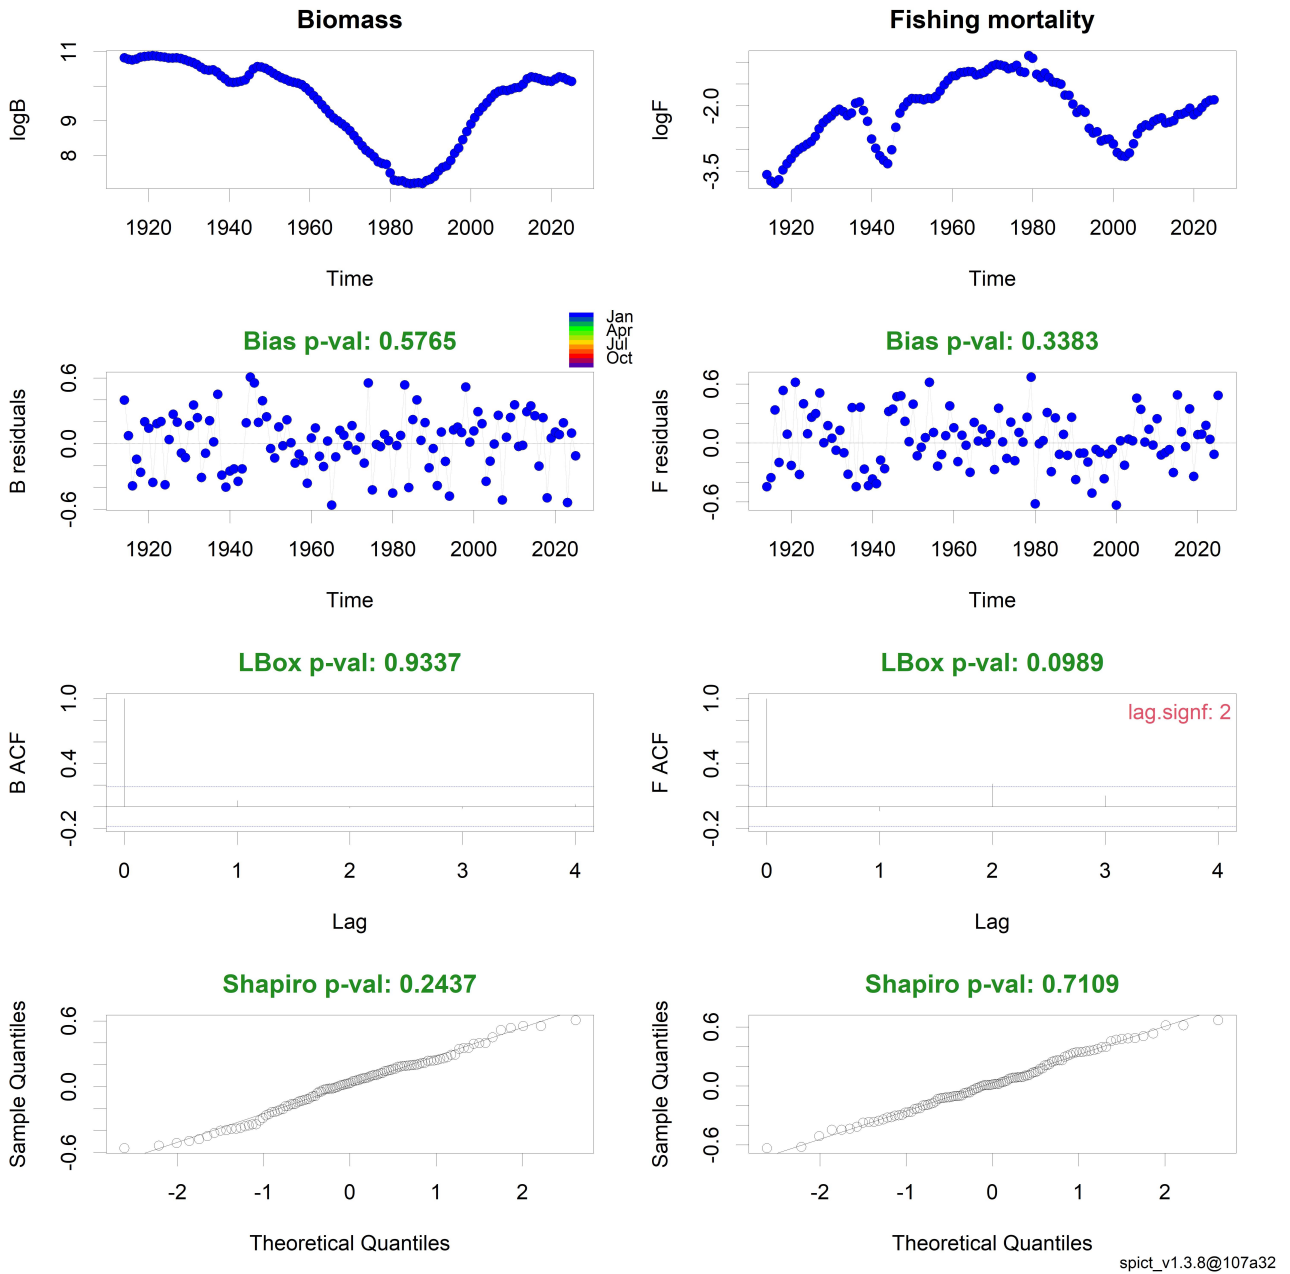 Biomass
Fishing mortality
logB
11
9
8
1920 1940 1960 1980 2000 2020
Time
logF
-2.0
-3.5
1920 1940 1960 1980 2000 2020
Time
Jan
Apr
Jul
Oct
Bias p-val: 0.5765
B residuals
0.6
0.0
-0.6
1920 1940 1960 1980 2000 2020
Time
Bias p-val: 0.3383
F residuals
0.6
0.0
-0.6
1920 1940 1960 1980 2000 2020
Time
LBox p-val: 0.9337
B ACF
1.0
0.4
-0.2
0 1 2 3 4
Lag
LBox p-val: 0.0989
lag.signf: 2
F ACF
1.0
0.4
-0.2
0 1 2 3 4
Lag
Shapiro p-val: 0.2437
Sample Quantiles
0.6
0.0
-0.6
-2 -1 0 1 2
Theoretical Quantiles
Shapiro p-val: 0.7109
Sample Quantiles
0.6
0.0
-0.6
-2 -1 0 1 2
Theoretical Quantiles
spict_v1.3.8@107a32